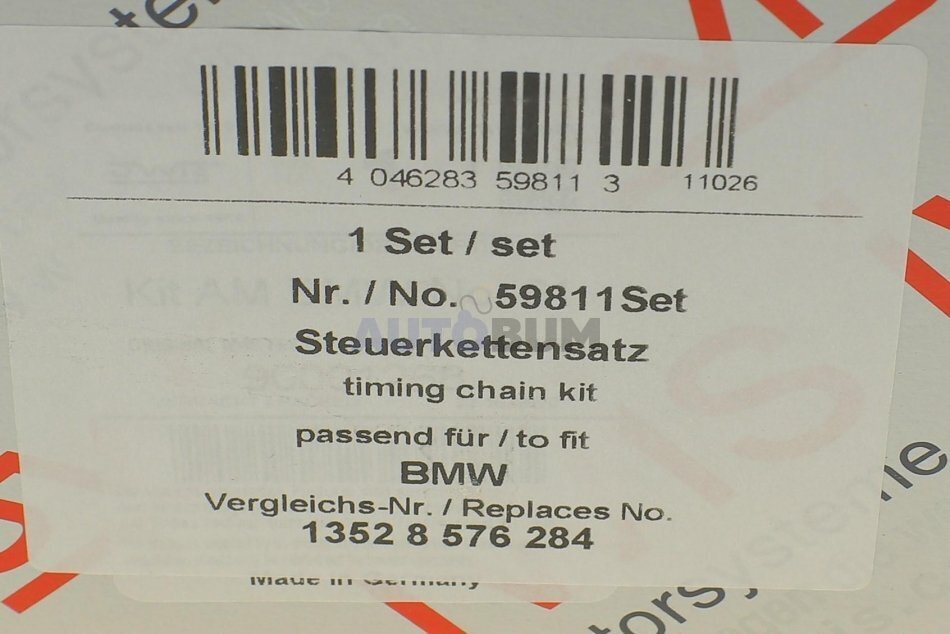 4 046283 59811 3 11026
1 Set / set
Nr. / No. 59811Set
AUTOBUM
Steuerkettensatz
timing chain kit
passend für / to fit
BMW
Vergleichs-Nr. / Replaces No.
1352 8 576 284
Made in Germany